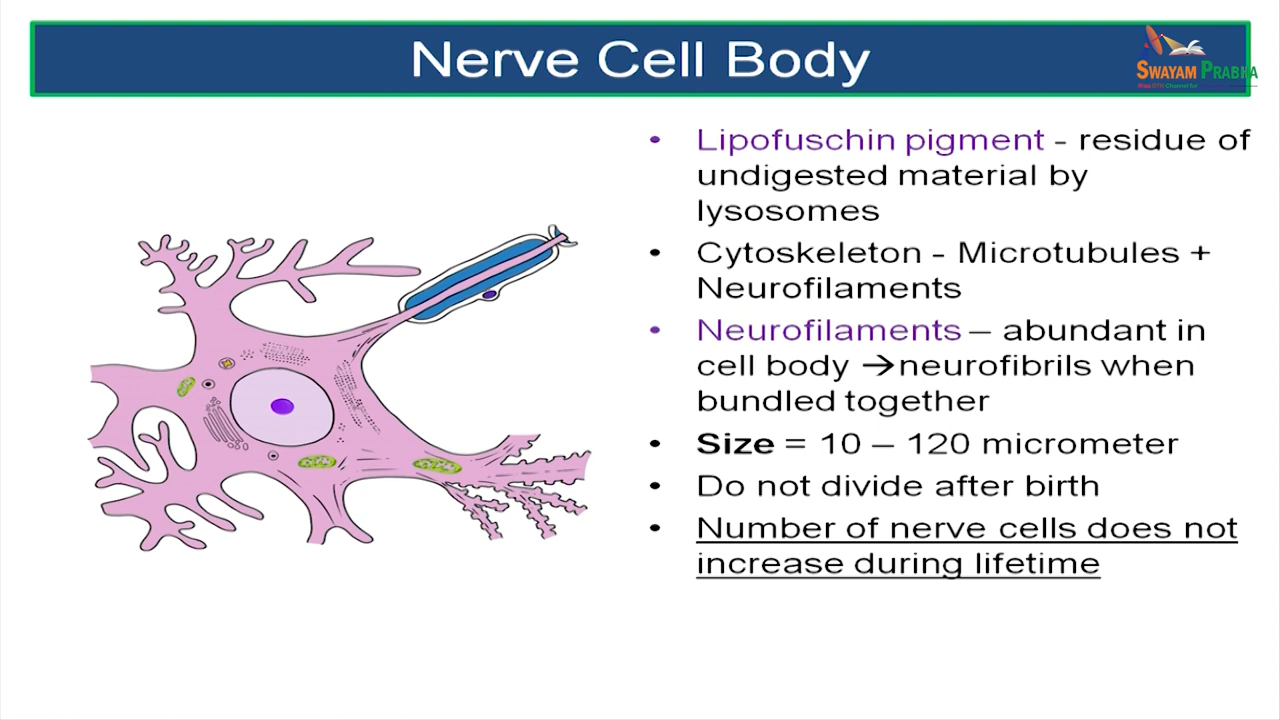 Nerve Cell Body
SWAYAM PRABHA
• Lipofuschin pigment - residue of
undigested material by
lysosomes
• Cytoskeleton - Microtubules +
Neurofilaments
• Neurofilaments – abundant in
cell body →neurofibrils when
bundled together
• Size = 10 – 120 micrometer
• Do not divide after birth
• Number of nerve cells does not
increase during lifetime